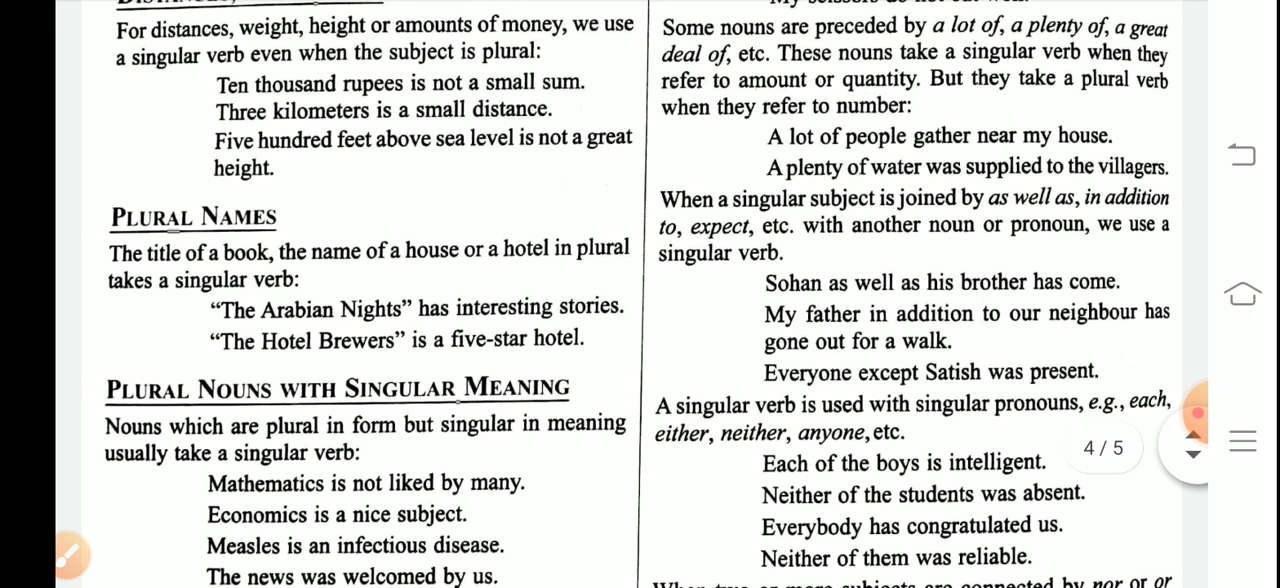 For distances, weight, height or amounts of money, we use
a singular verb even when the subject is plural:
Ten thousand rupees is not a small sum.
Three kilometers is a small distance.
Five hundred feet above sea level is not a great
height.
PLURAL NAMES
The title of a book, the name of a house or a hotel in plural
takes a singular verb:
“The Arabian Nights” has interesting stories.
“The Hotel Brewers” is a five-star hotel.
PLURAL NOUNS WITH SINGULAR MEANING
Nouns which are plural in form but singular in meaning
usually take a singular verb:
Mathematics is not liked by many.
Economics is a nice subject.
Measles is an infectious disease.
The news was welcomed by us.
Some nouns are preceded by a lot of, a plenty of, a great
deal of, etc. These nouns take a singular verb when they
refer to amount or quantity. But they take a plural verb
when they refer to number:
A lot of people gather near my house.
A plenty of water was supplied to the villagers.
When a singular subject is joined by as well as, in addition
to, expect, etc. with another noun or pronoun, we use a
singular verb.
Sohan as well as his brother has come.
My father in addition to our neighbour has
gone out for a walk.
Everyone except Satish was present.
A singular verb is used with singular pronouns, e.g., each,
either, neither, anyone, etc.
Each of the boys is intelligent.
Neither of the students was absent.
Everybody has congratulated us.
Neither of them was reliable.
4 / 5